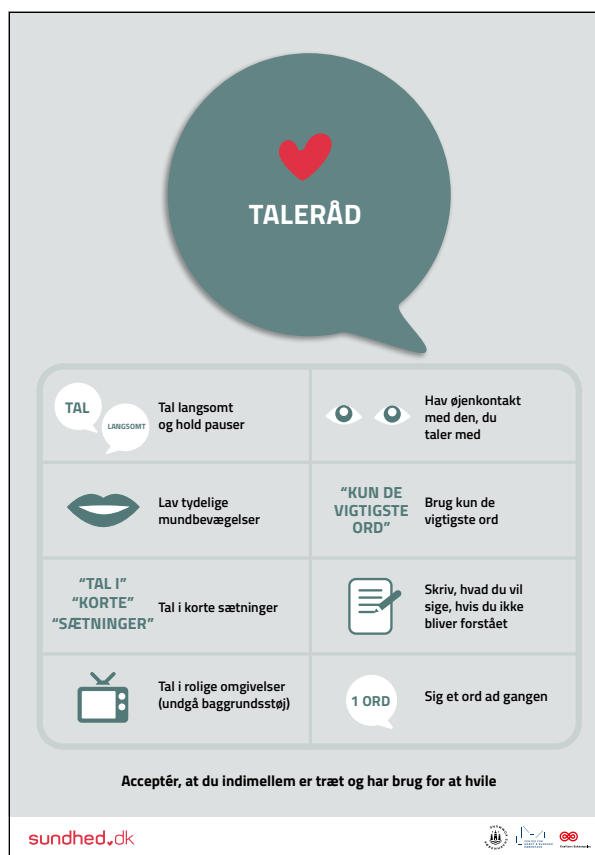 TALERÅD
TAL
LANGSOMT
Tal langsomt
og hold pauser
Hav øjenkontakt
med den, du
taler med
Lav tydelige
mundbevægelser
“KUN DE
VIGTIGSTE
ORD”
Brug kun de
vigtigste ord
“TAL I”
“KORTE”
“SÆTNINGER”
Tal i korte sætninger
Skriv, hvad du vil
sige, hvis du ikke
bliver forstået
Tal i rolige omgivelser
(undgå baggrundsstøj)
1 ORD
Sig et ord ad gangen
Acceptér, at du indimellem er træt og har brug for at hvile
sundhed.dk